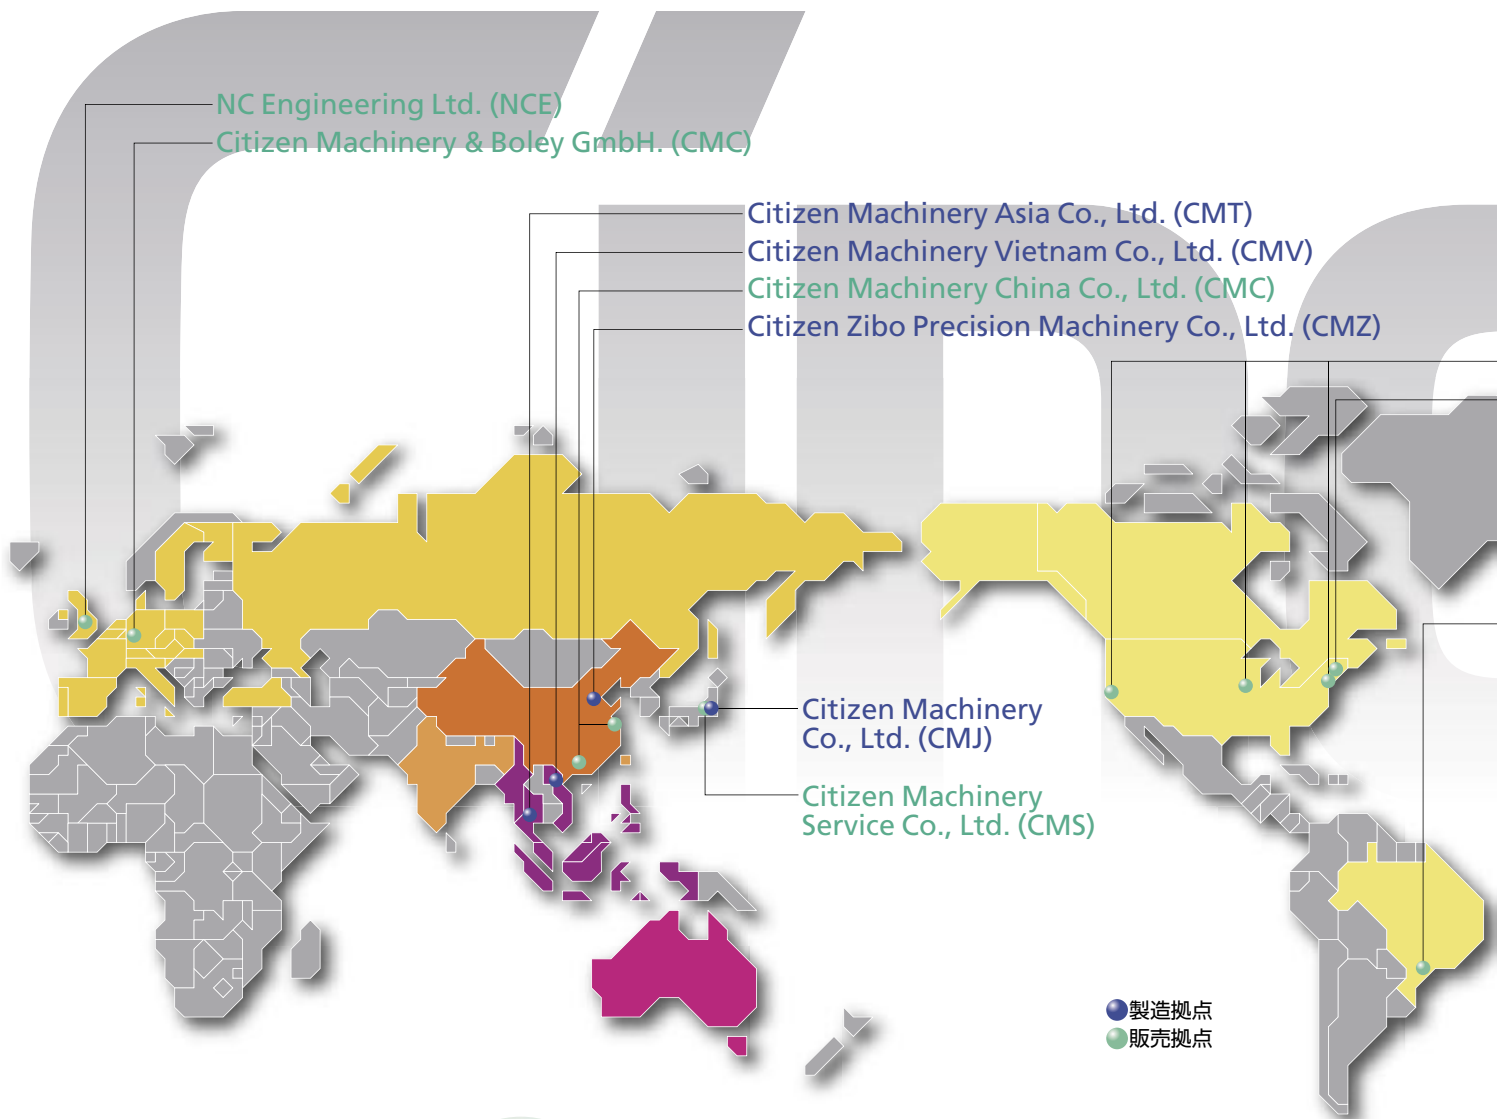 NC Engineering Ltd. (NCE)
Citizen Machinery & Boley GmbH. (CMC)
Citizen Machinery Asia Co., Ltd. (CMT)
Citizen Machinery Vietnam Co., Ltd. (CMV)
Citizen Machinery China Co., Ltd. (CMC)
Citizen Zibo Precision Machinery Co., Ltd. (CMZ)
Citizen Machinery
Co., Ltd. (CMJ)
Citizen Machinery
Service Co., Ltd. (CMS)
製造拠点
販売拠点